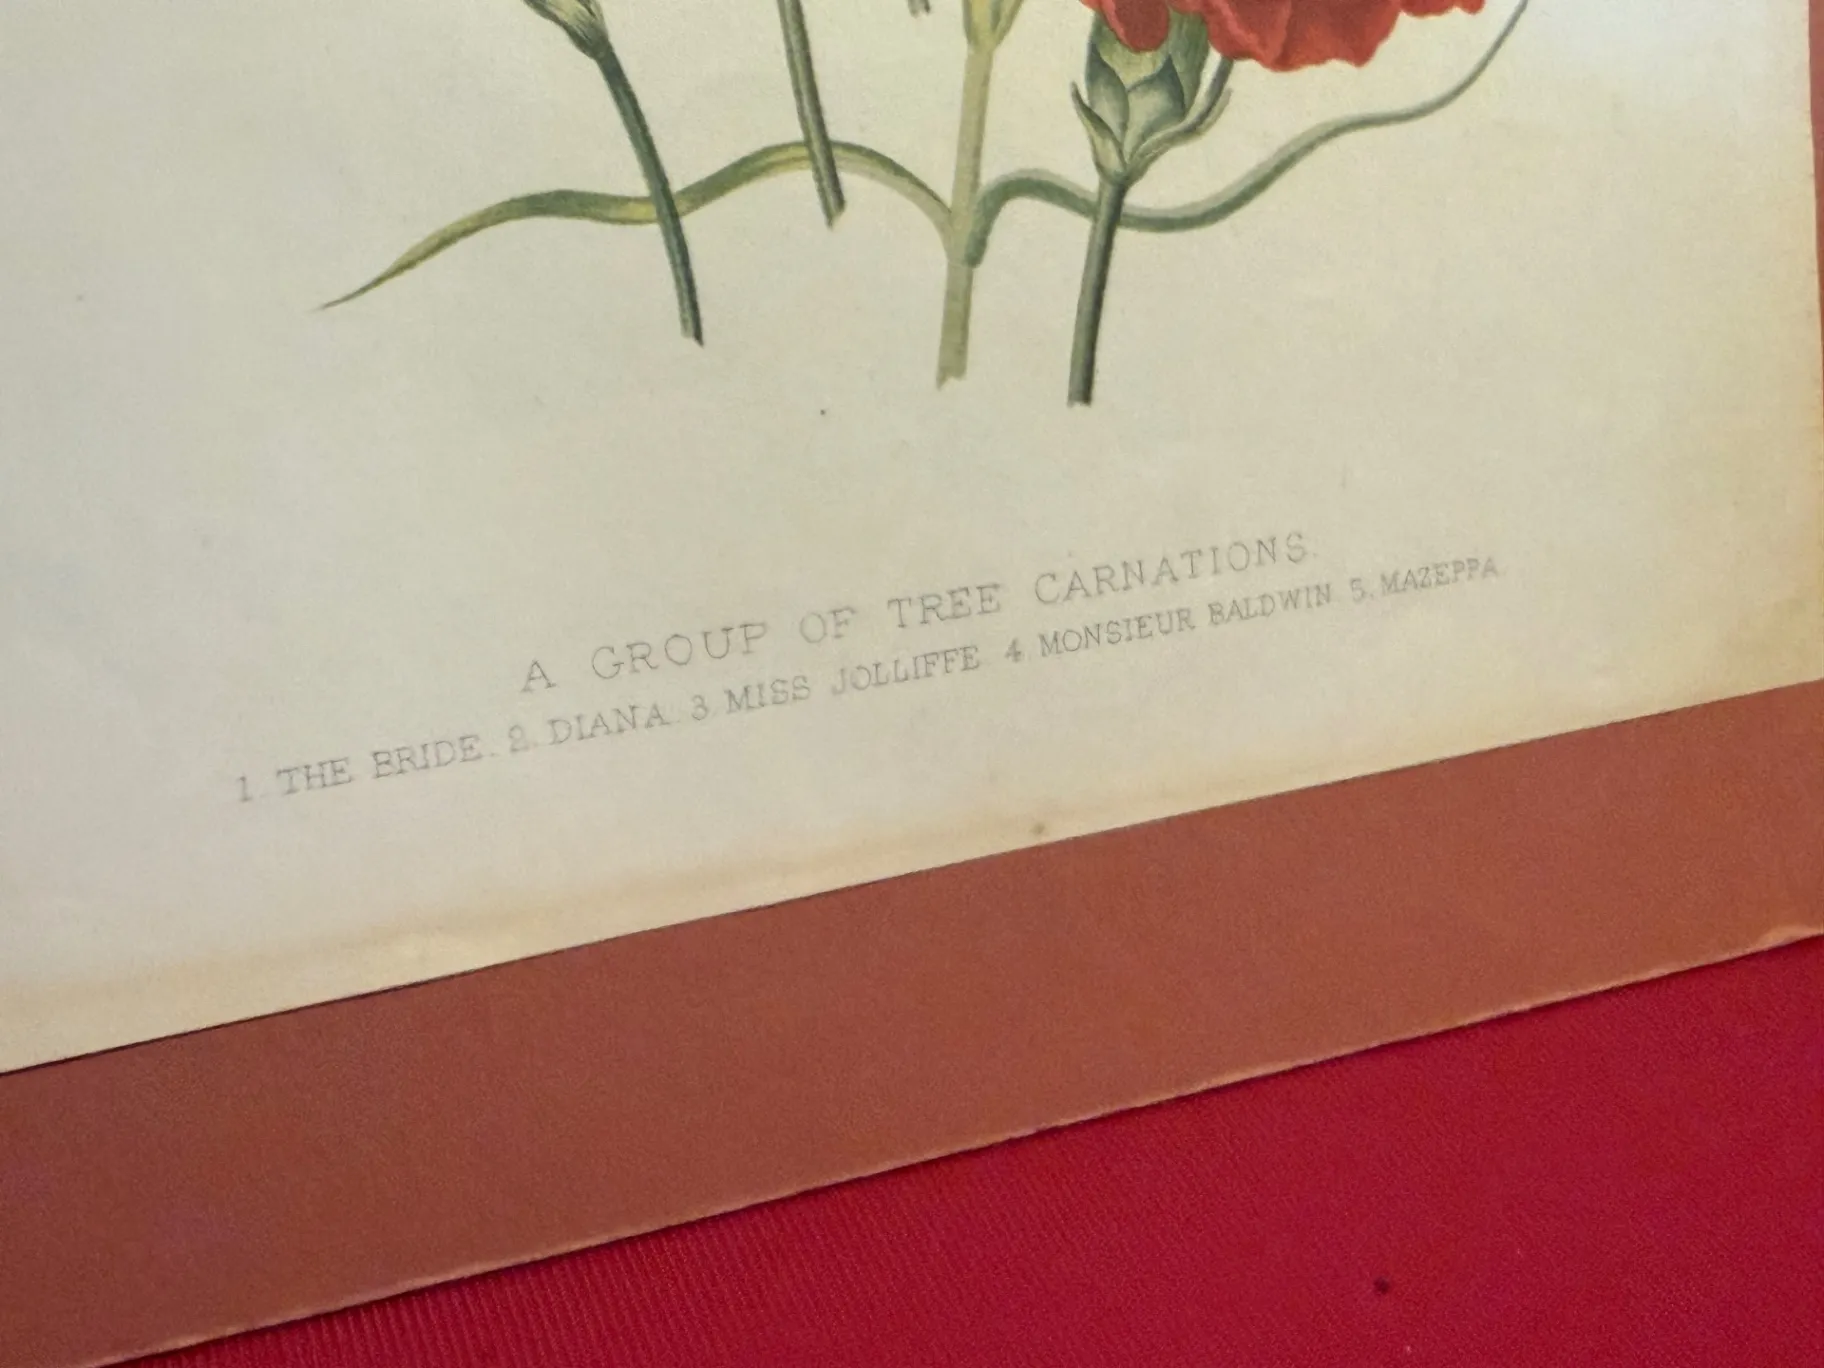 A GROUP OF TREE CARNATIONS.
1. THE BRIDE. 2. DIANA. 3. MISS JOLLIFFE 4. MONSIEUR BALDWIN 5. MAZEPPA